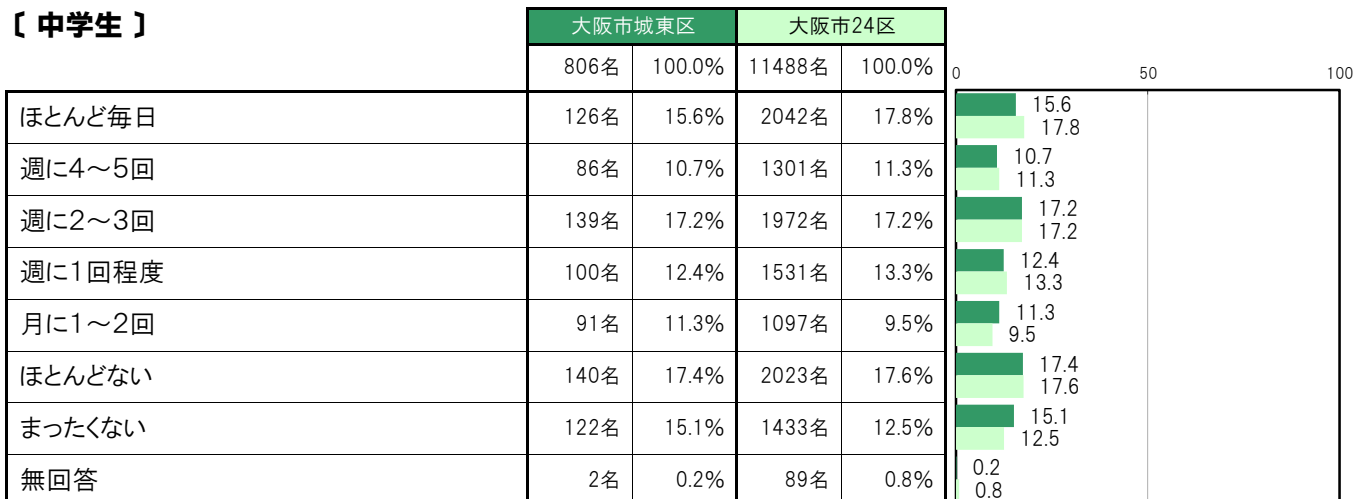 〔 中学生 〕
大阪市城東区 大阪市24区
806名 100.0% 11488名 100.0%
0 50 100
ほとんど毎日 126名 15.6% 2042名 17.8%
15.6
17.8
週に4～5回 86名 10.7% 1301名 11.3%
10.7
11.3
週に2～3回 139名 17.2% 1972名 17.2%
17.2
17.2
週に1回程度 100名 12.4% 1531名 13.3%
12.4
13.3
月に1～2回 91名 11.3% 1097名 9.5%
11.3
9.5
ほとんどない 140名 17.4% 2023名 17.6%
17.4
17.6
まったくない 122名 15.1% 1433名 12.5%
15.1
12.5
無回答 2名 0.2% 89名 0.8%
0.2
0.8